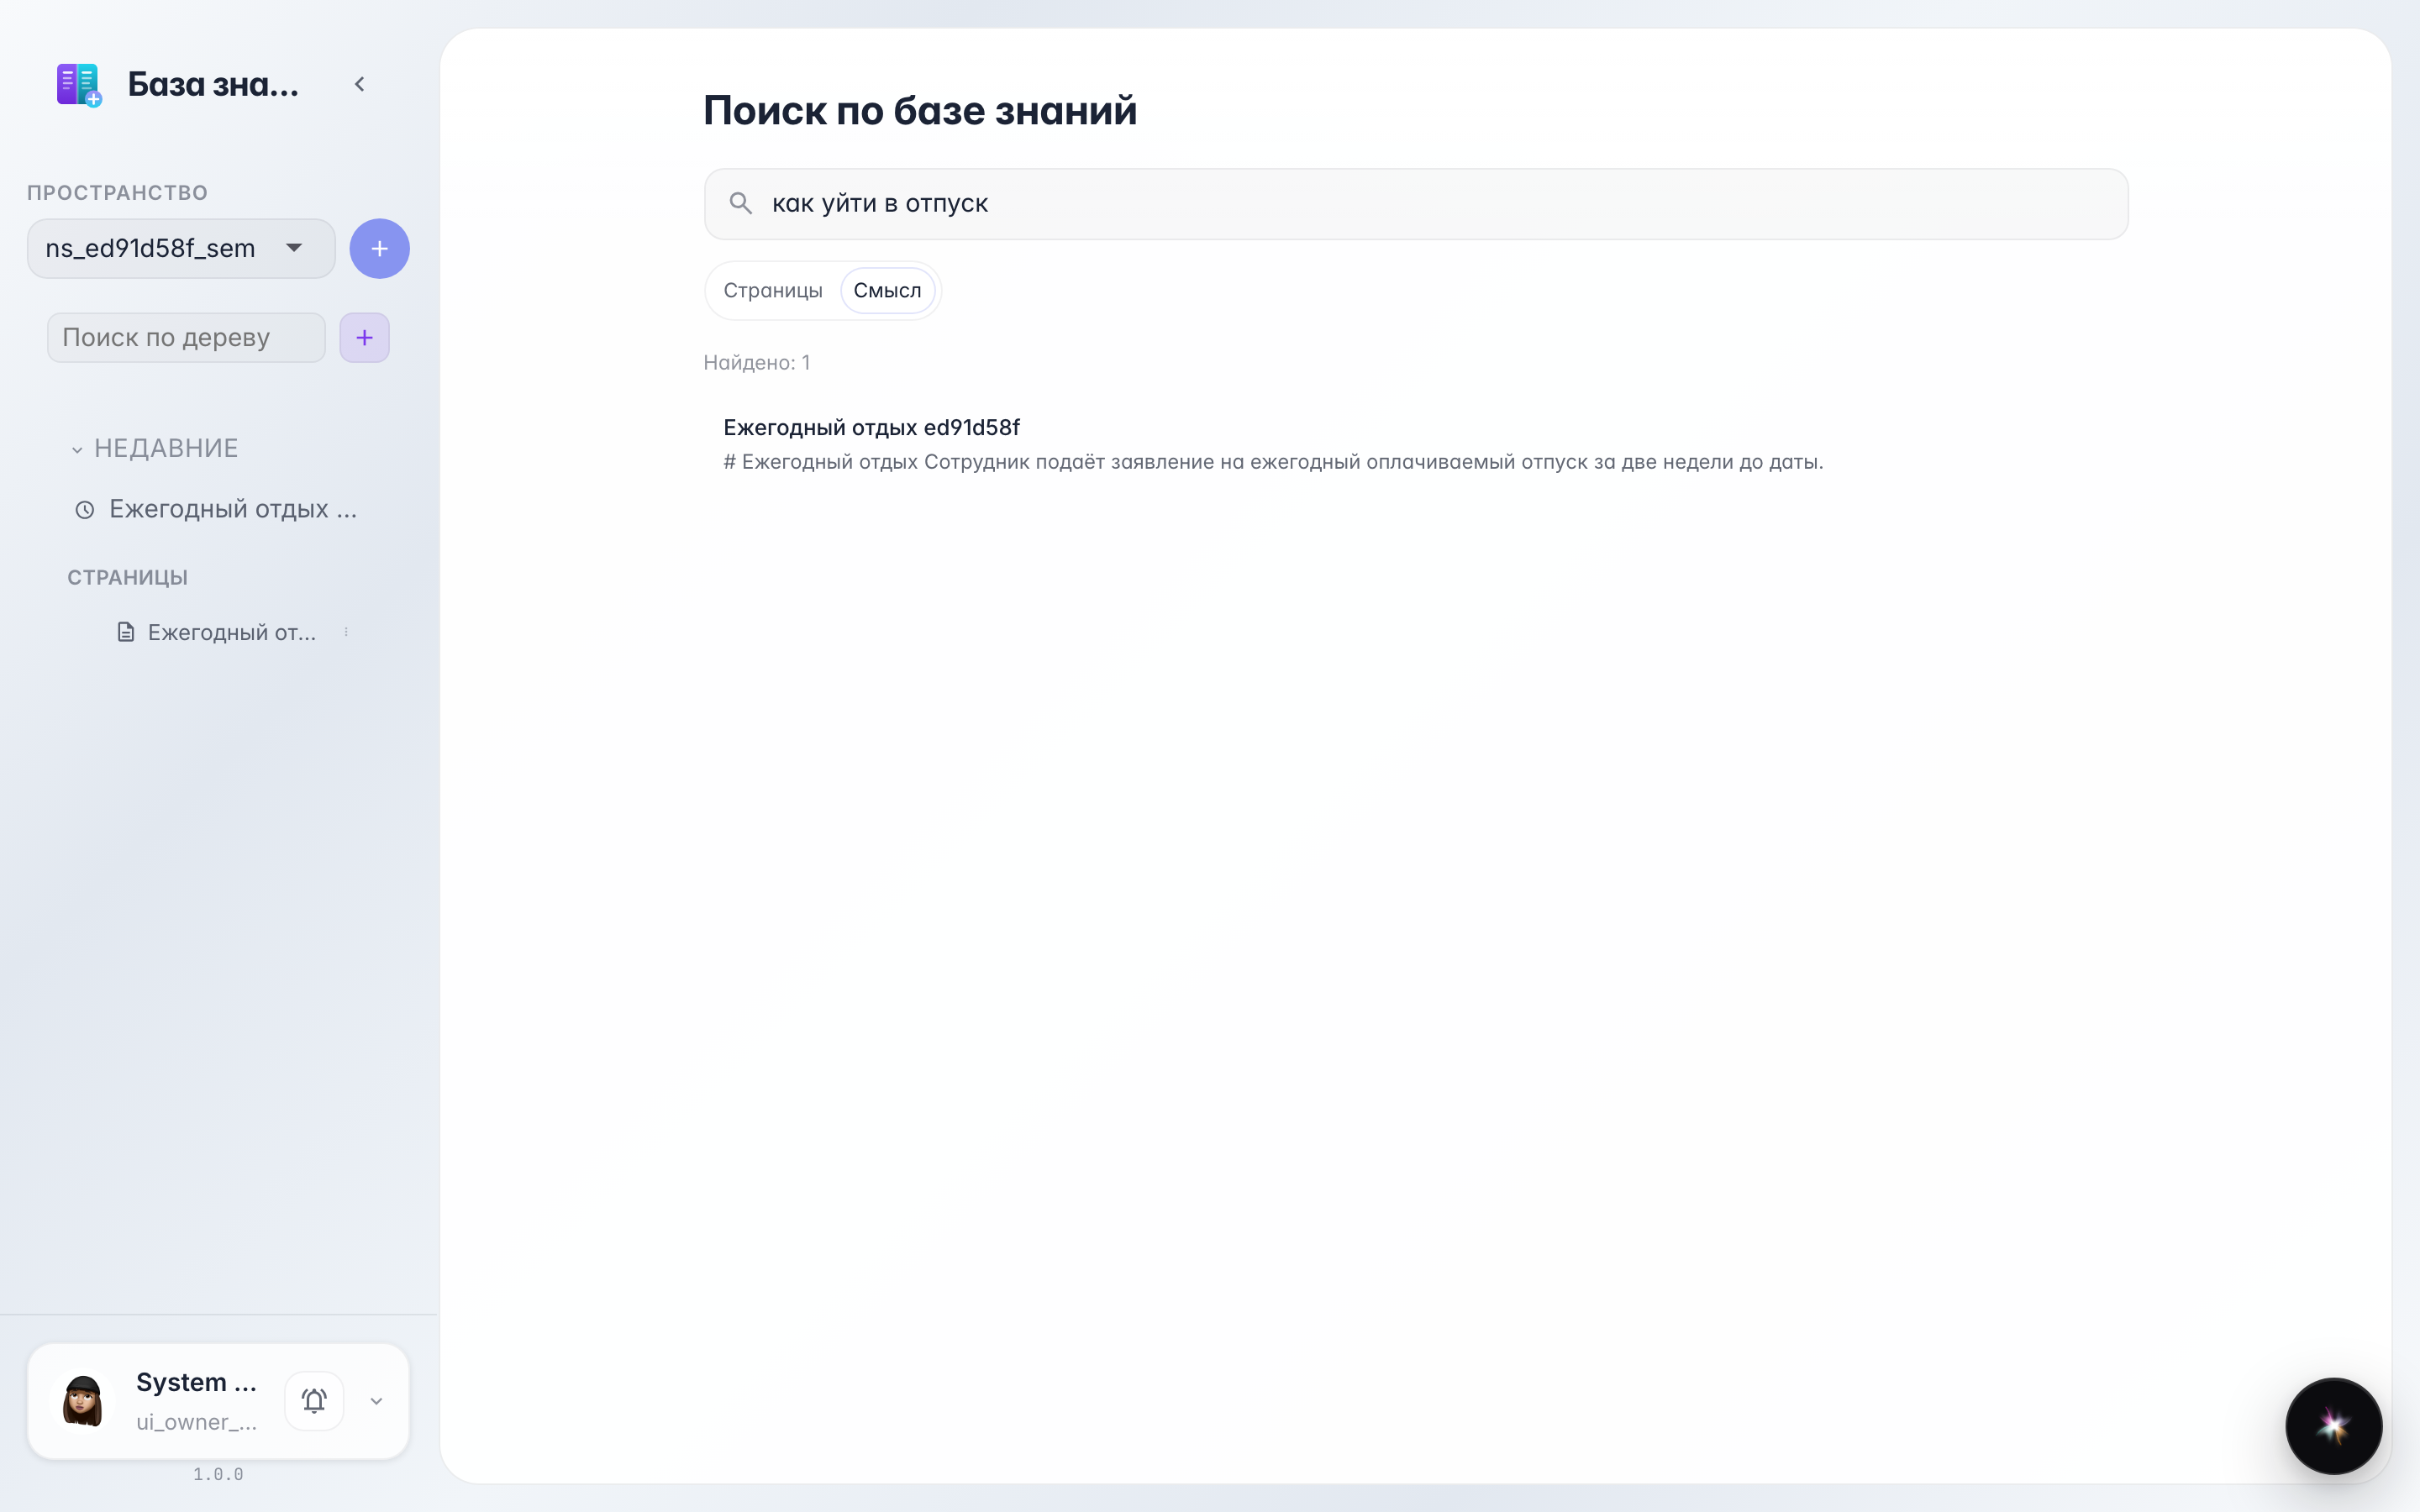 База зна...
ПРОСТРАНСТВО
ns_ed91d58f_sem
Поиск по дереву
НЕДАВНИЕ
Ежегодный отдых ...
СТРАНИЦЫ
Ежегодный от...
System ...
ui_owner_...
1.0.0
Поиск по базе знаний
как уйти в отпуск
Страницы Смысл
Найдено: 1
Ежегодный отдых ed91d58f
# Ежегодный отдых Сотрудник подаёт заявление на ежегодный оплачиваемый отпуск за две недели до даты.